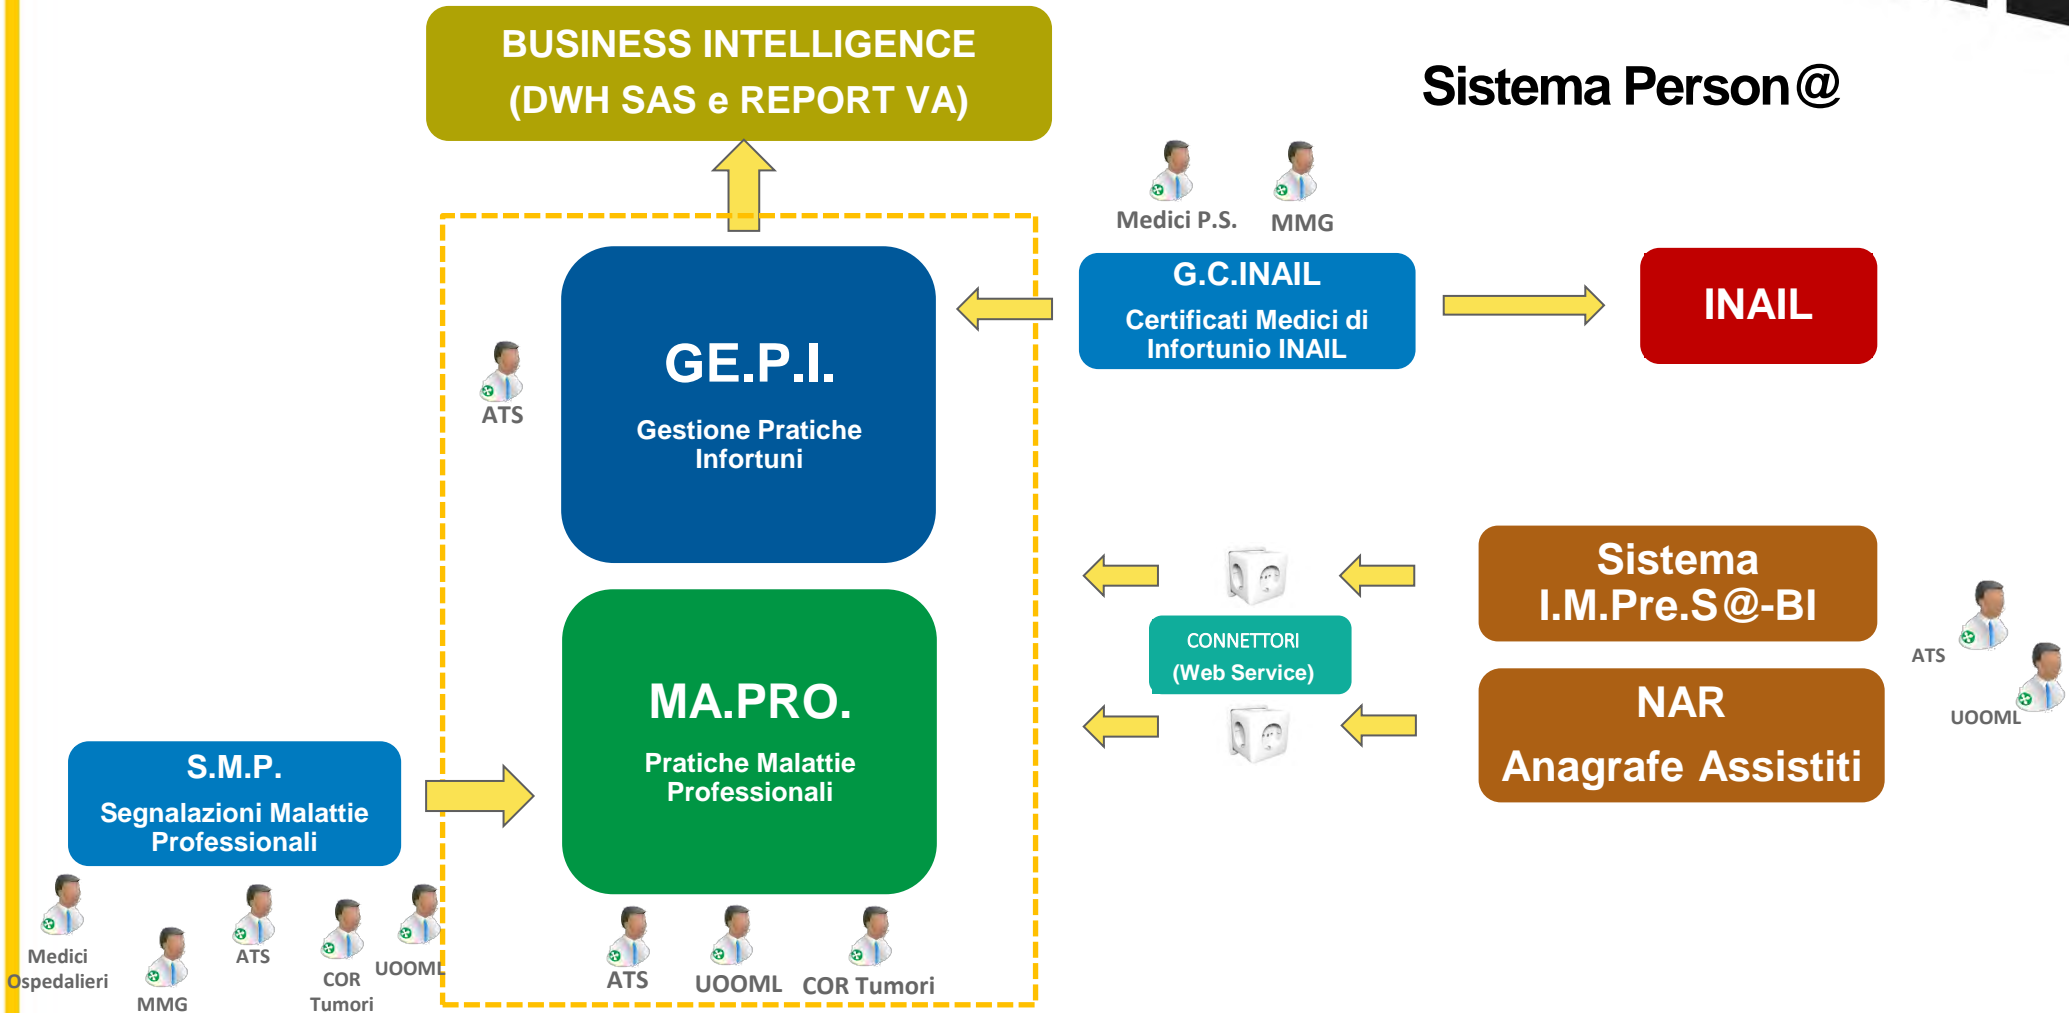 BUSINESS INTELLIGENCE
(DWH SAS e REPORT VA)
Sistema Person@
Medici P.S.
MMG
G.C.INAIL
Certificati Medici di
Infortunio INAIL
INAIL
ATS
GE.P.I.
Gestione Pratiche
Infortuni
Sistema
I.M.Pre.S@-BI
CONNETTORI
(Web Service)
ATS
UOOML
NAR
Anagrafe Assistiti
MA.PRO.
Pratiche Malattie
Professionali
S.M.P.
Segnalazioni Malattie
Professionali
Medici
Ospedalieri
MMG
ATS
COR
Tumori
UOOML
ATS
UOOML
COR Tumori